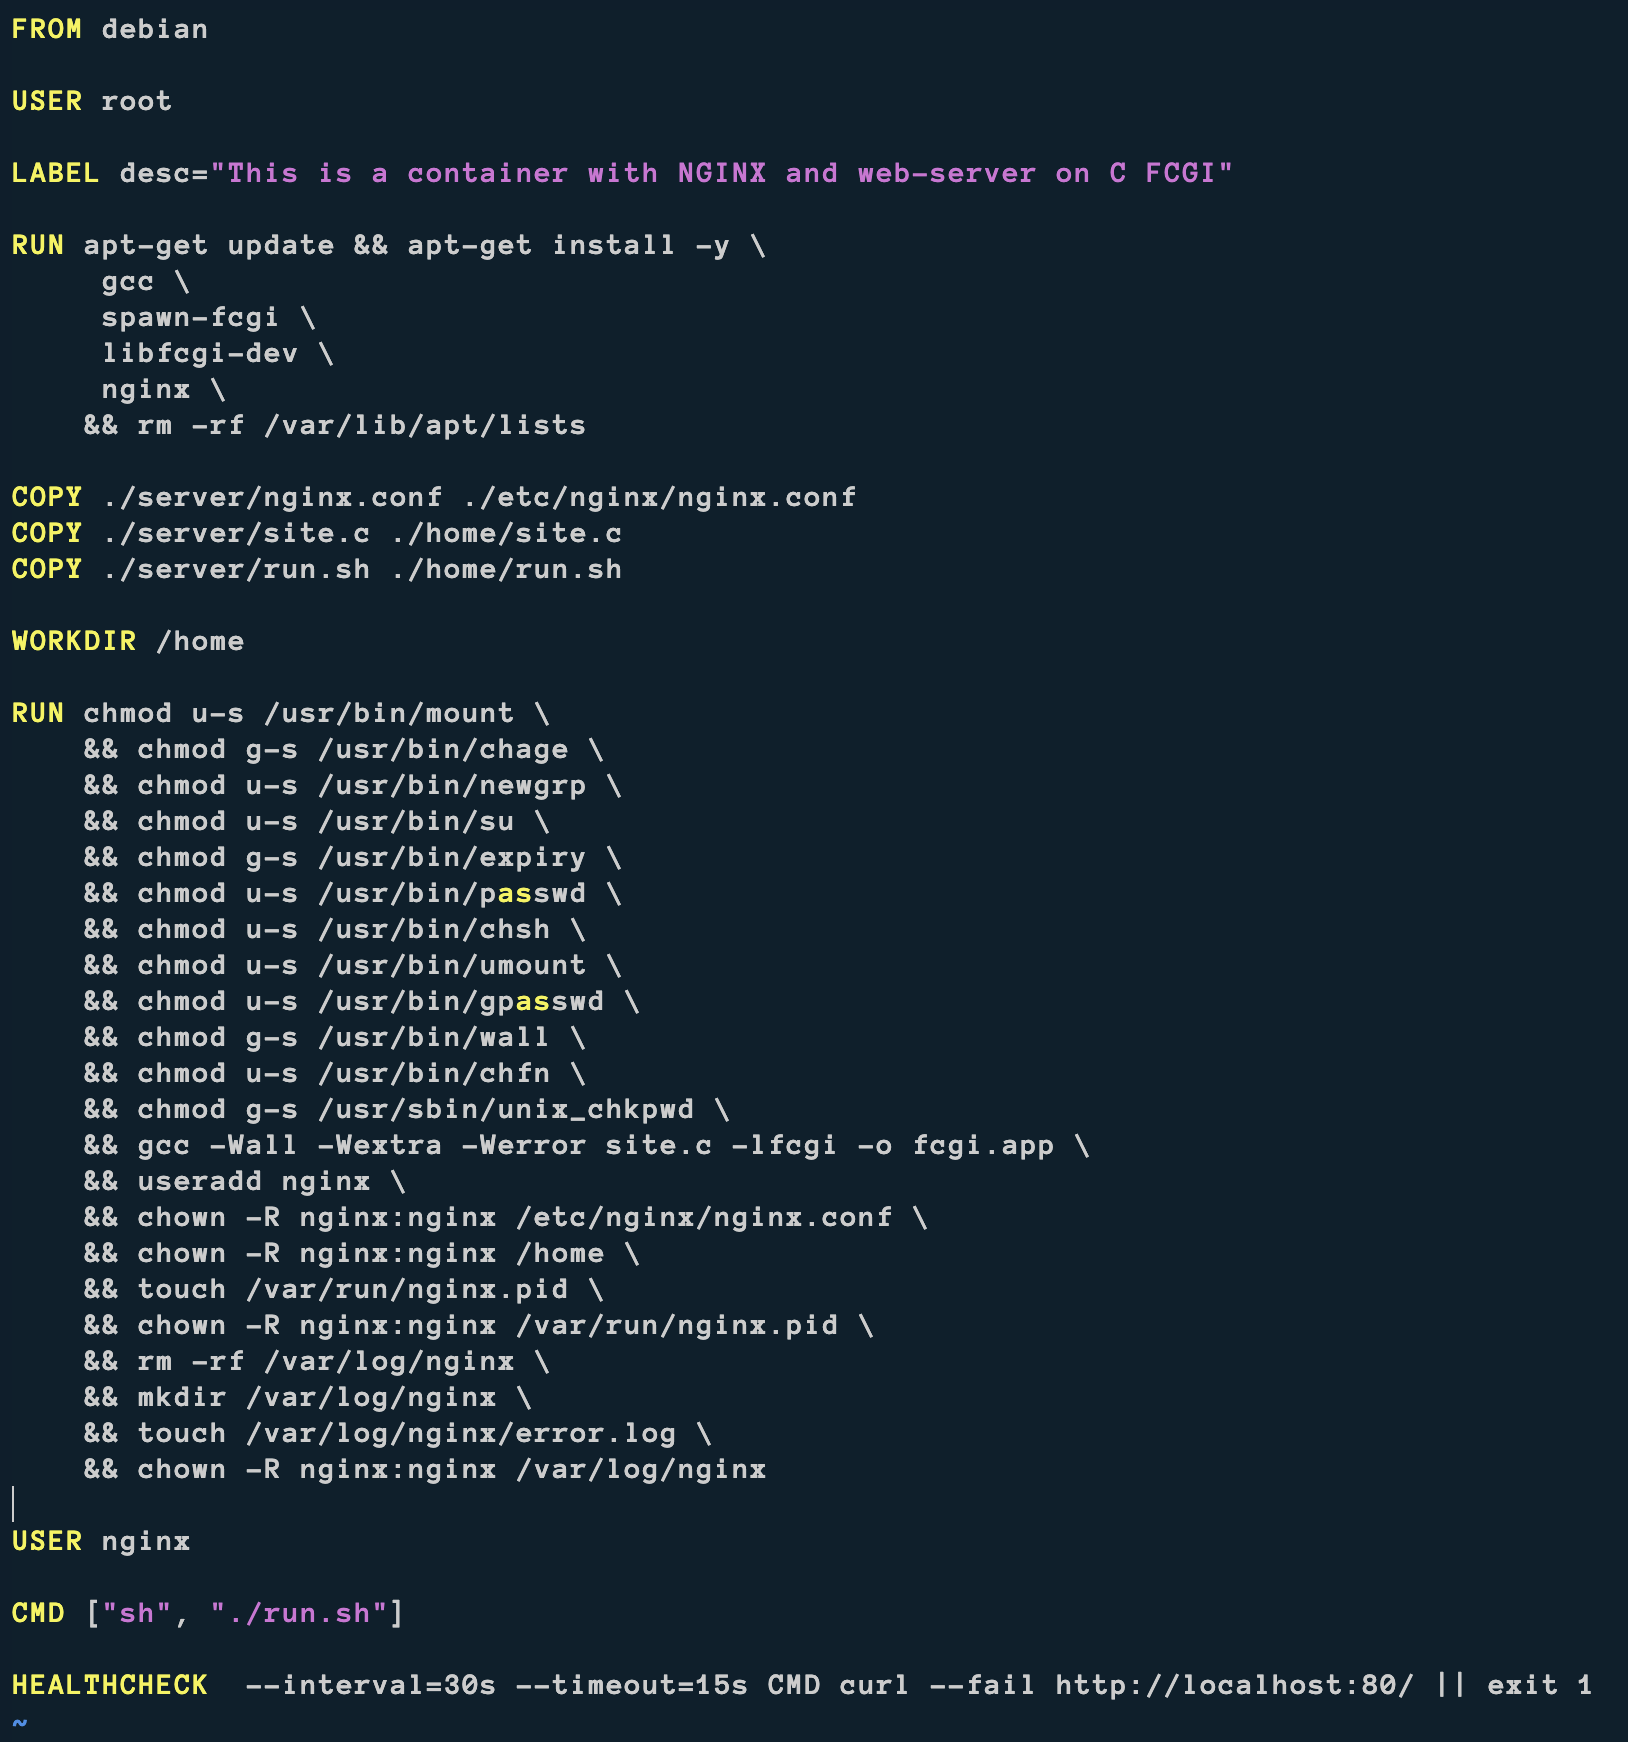 FROM debian
USER root
LABEL desc="This is a container with NGINX and web-server on C FCGI"
RUN apt-get update && apt-get install -y \
gcc \
spawn-fcgi \
libfcgi-dev \
nginx \
&& rm -rf /var/lib/apt/lists
COPY ./server/nginx.conf ./etc/nginx/nginx.conf
COPY ./server/site.c ./home/site.c
COPY ./server/run.sh ./home/run.sh
WORKDIR /home
RUN chmod u-s /usr/bin/mount \
&& chmod g-s /usr/bin/chage \
&& chmod u-s /usr/bin/newgrp \
&& chmod u-s /usr/bin/su \
&& chmod g-s /usr/bin/expiry \
&& chmod u-s /usr/bin/passwd \
&& chmod u-s /usr/bin/chsh \
&& chmod u-s /usr/bin/umount \
&& chmod u-s /usr/bin/gpasswd \
&& chmod g-s /usr/bin/wall \
&& chmod u-s /usr/bin/chfn \
&& chmod g-s /usr/sbin/unix_chkpwd \
&& gcc -Wall -Wextra -Werror site.c -lfcgi -o fcgi.app \
&& useradd nginx \
&& chown -R nginx:nginx /etc/nginx/nginx.conf \
&& chown -R nginx:nginx /home \
&& touch /var/run/nginx.pid \
&& chown -R nginx:nginx /var/run/nginx.pid \
&& rm -rf /var/log/nginx \
&& mkdir /var/log/nginx \
&& touch /var/log/nginx/error.log \
&& chown -R nginx:nginx /var/log/nginx
USER nginx
CMD ["sh", "./run.sh"]
HEALTHCHECK  --interval=30s --timeout=15s CMD curl --fail http://localhost:80/ || exit 1
~